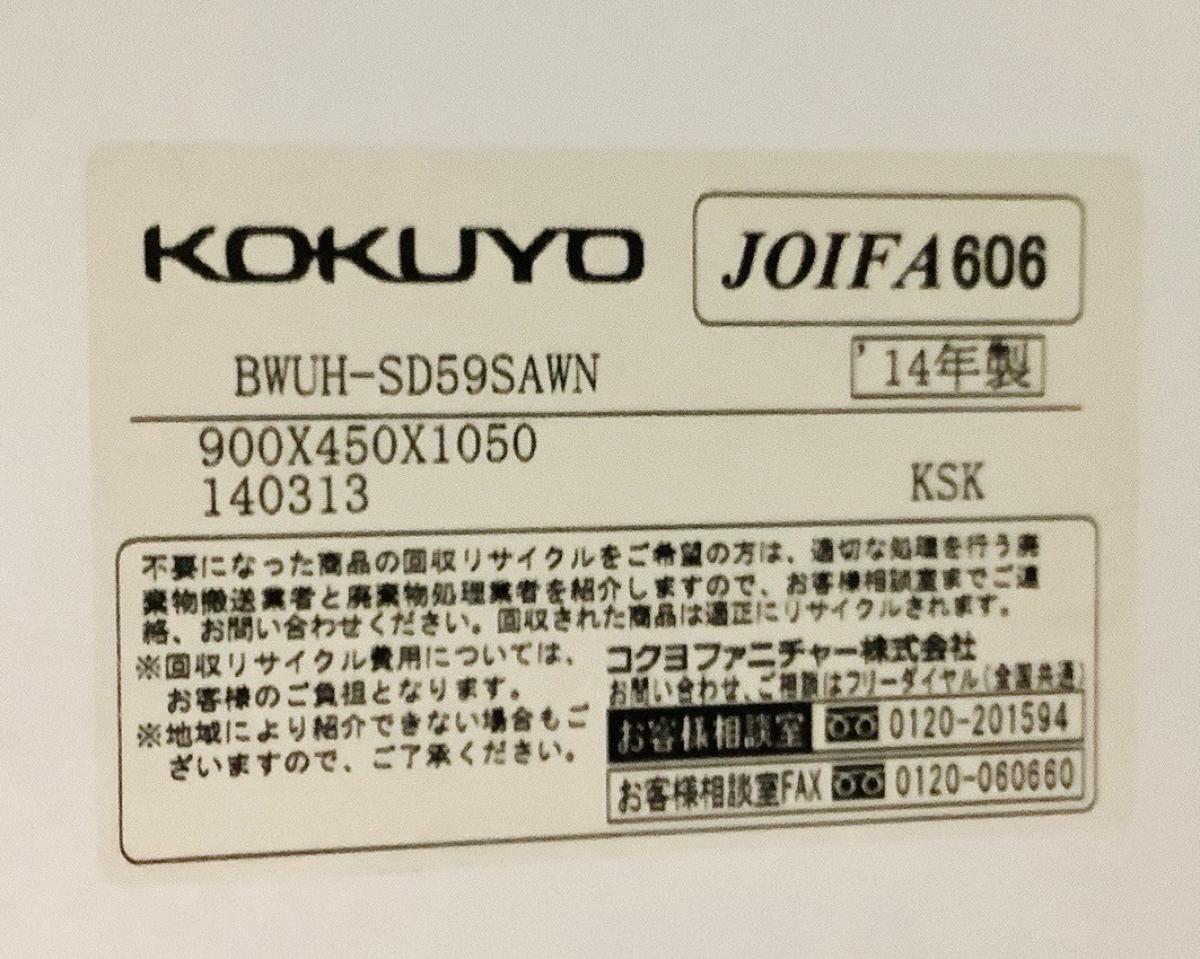 KOKUYO
JOIFA606
BWUH-SD59SAWN
'14年製
900X450X1050
140313
KSK
不要になった商品の回収リサイクルをご希望の方は、適切な処理を行う廃
棄物搬送業者と廃棄物処理業者を紹介しますので、お客様相談室までご連
絡、お問い合わせください。回収された商品は適正にリサイクルされます。
※回収リサイクル費用については、
お客様のご負担となります。
※地域により紹介できない場合もご
ざいますので、ご了承ください。
コクヨファニチャー株式会社
お問い合わせ、ご相談はフリーダイヤル(全国共通)
お客様相談室 0120-201594
お客様相談室FAX 0120-060660